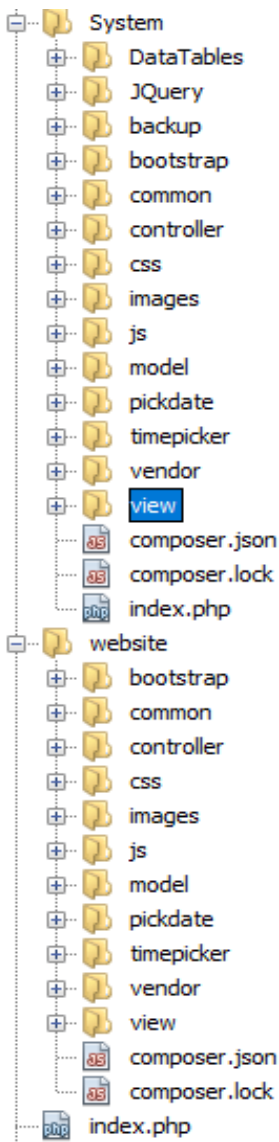 System
DataTables
JQuery
backup
bootstrap
common
controller
css
images
js
model
pickdate
timepicker
vendor
view
composer.json
composer.lock
index.php
website
bootstrap
common
controller
css
images
js
model
pickdate
timepicker
vendor
view
composer.json
composer.lock
index.php